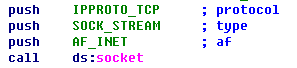 push IPPROTO_TCP ; protocol
push SOCK_STREAM ; type
push AF_INET ; af
call ds:socket